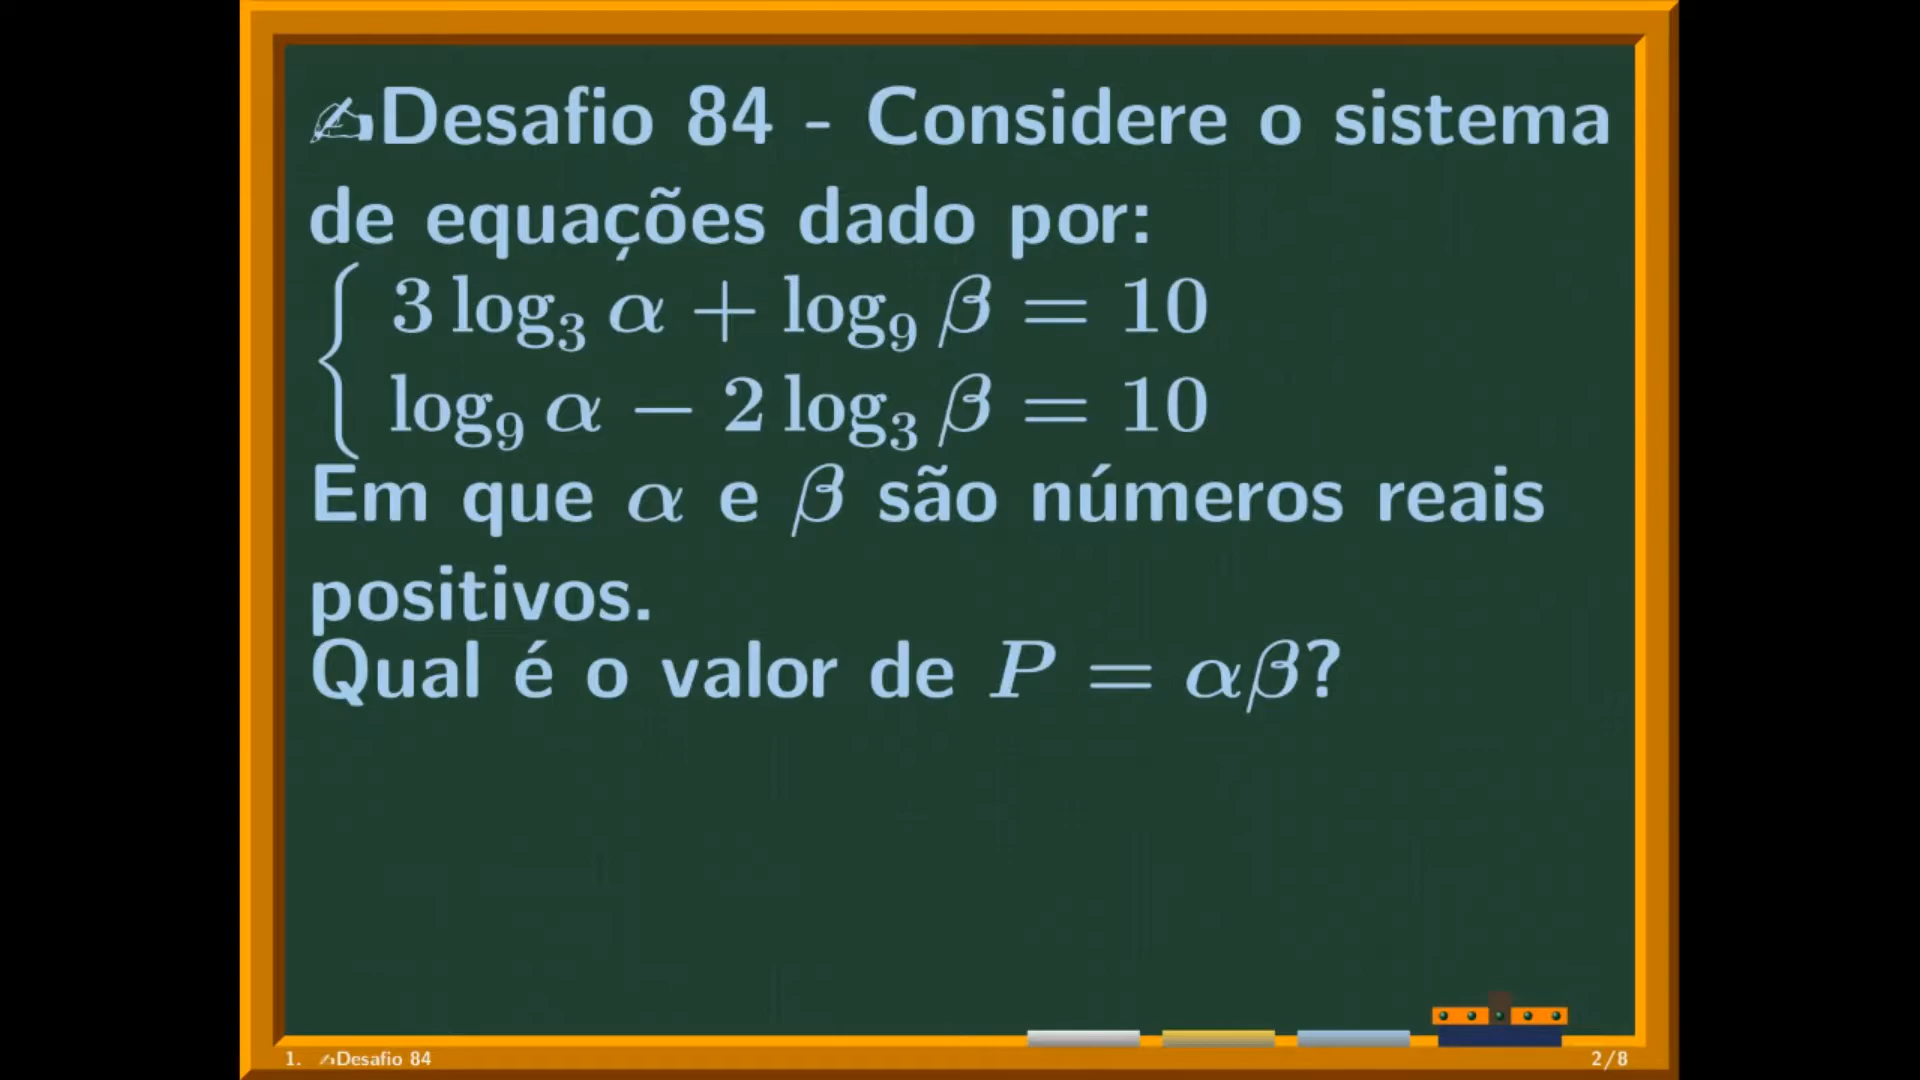 ✍Desafio 84 - Considere o sistema
de equações dado por:
3 log₃ α + log₉ β = 10
log₉ α − 2 log₃ β = 10
Em que α e β são números reais
positivos.
Qual é o valor de P = αβ?
1. ✍Desafio 84
2/8